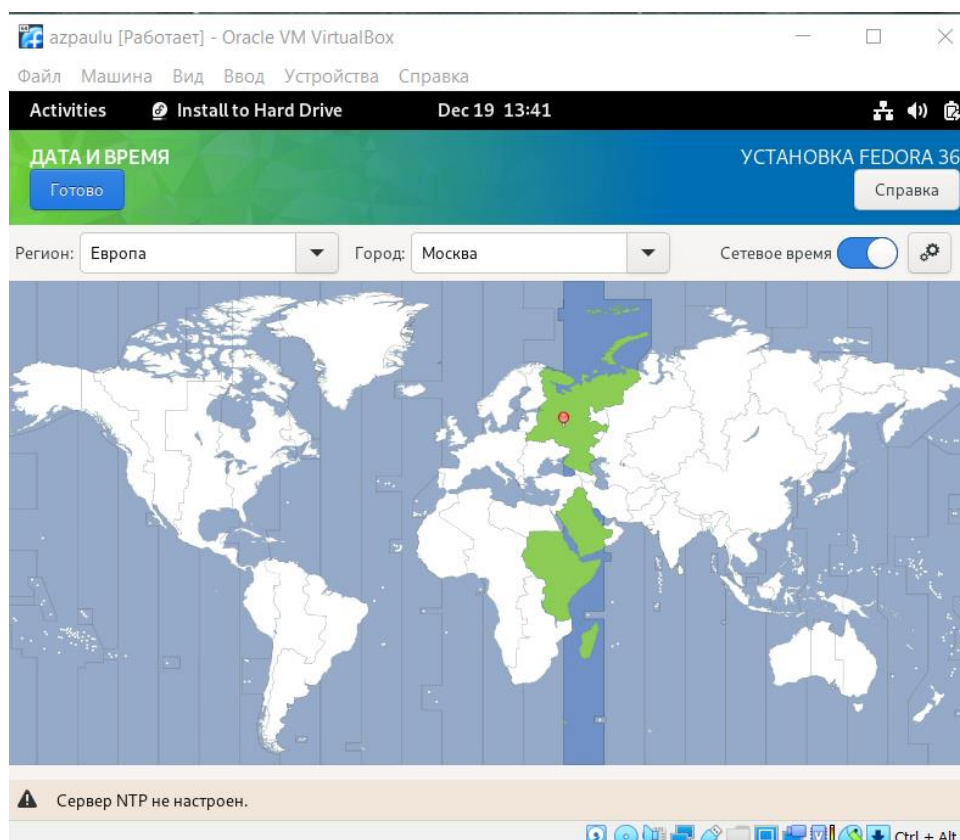 azpaulu [Работает] - Oracle VM VirtualBox
Файл Машина Вид Ввод Устройства Справка
Activities Install to Hard Drive Dec 19 13:41
ДАТА И ВРЕМЯ УСТАНОВКА FEDORA 36
Готово Справка
Регион: Европа Город: Москва Сетевое время
Сервер NTP не настроен.
Ctrl + Alt